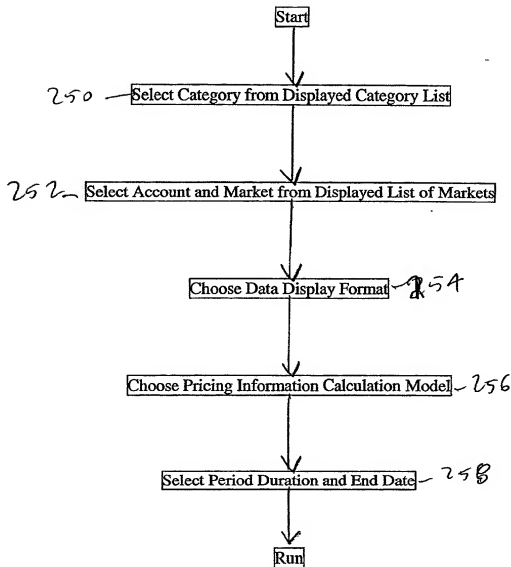 Start
250 Select Category from Displayed Category List
252 Select Account and Market from Displayed List of Markets
Choose Data Display Format 254
Choose Pricing Information Calculation Model 256
Select Period Duration and End Date 258
Run